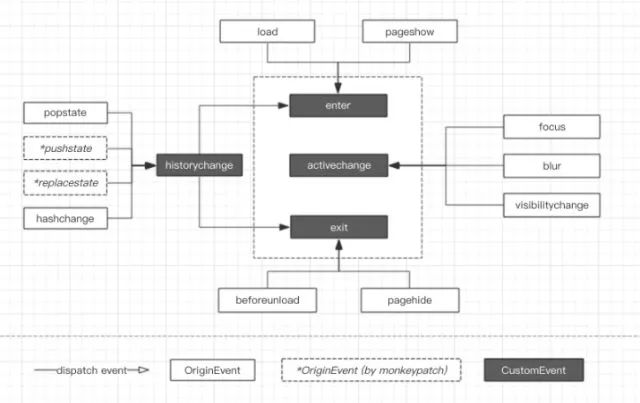 load
pageshow
enter
popstate
*pushstate
*replacestate
hashchange
historychange
activechange
focus
blur
visibilitychange
exit
beforeunload
pagehide
dispatch event
OriginEvent
*OriginEvent (by monkeypatch)
CustomEvent